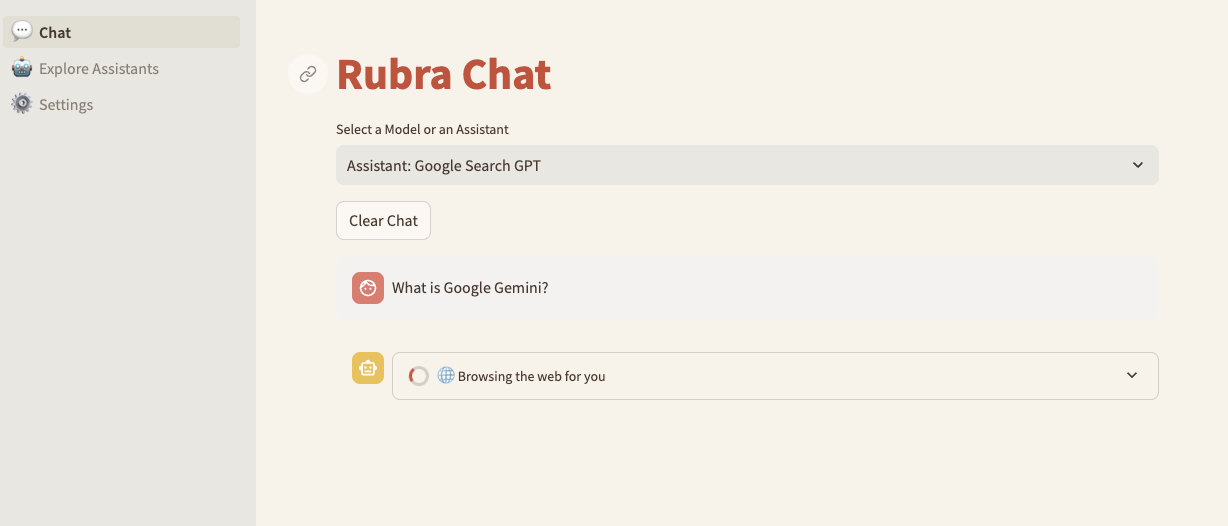 Chat
Explore Assistants
Settings
Rubra Chat
Select a Model or an Assistant
Assistant: Google Search GPT
Clear Chat
What is Google Gemini?
Browsing the web for you